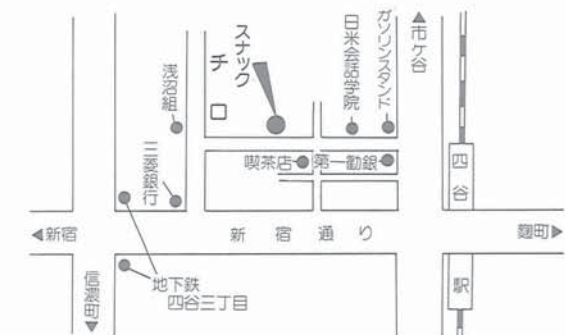 ▲市ケ谷
ガソリンスタンド
日米会話学院
スナック
チロ
浅沼組
三菱銀行
喫茶店
第一勧銀
四谷
駅
◀新宿
新宿通り
麹町▶
信濃町▼
地下鉄
四谷三丁目